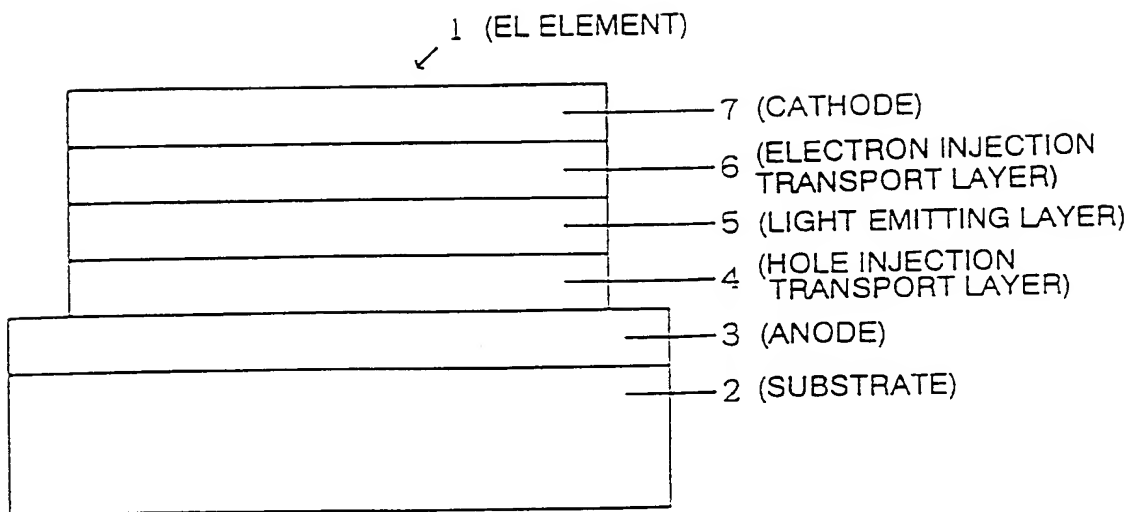 1 (EL ELEMENT)
7 (CATHODE)
6 (ELECTRON INJECTION
TRANSPORT LAYER)
5 (LIGHT EMITTING LAYER)
4 (HOLE INJECTION
TRANSPORT LAYER)
3 (ANODE)
2 (SUBSTRATE)